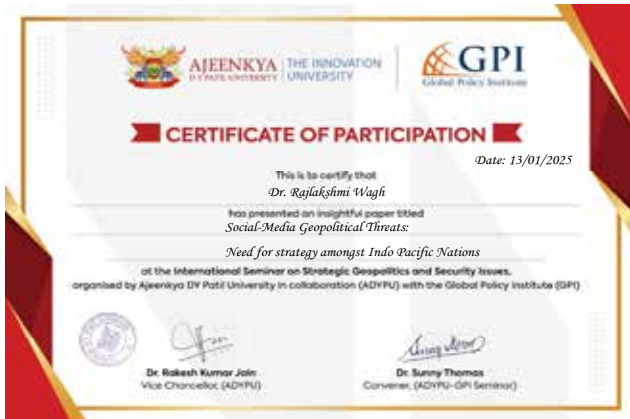 AJEENKYA
D Y PATIL UNIVERSITY
THE INNOVATION
UNIVERSITY
GPI
Global Policy Institute
CERTIFICATE OF PARTICIPATION
Date: 13/01/2025
This is to certify that
Dr. Rajlakshmi Wagh
has presented an insightful paper titled
Social-Media Geopolitical Threats:
Need for strategy amongst Indo Pacific Nations
at the International Seminar on Strategic Geopolitics and Security Issues,
organised by Ajeenkya DY Patil University in collaboration (ADYPU) with the Global Policy Institute (GPI)
Dr. Rakesh Kumar Jain
Vice Chancellor, (ADYPU)
Dr. Sunny Thomas
Convener, (ADYPU-GPI Seminar)